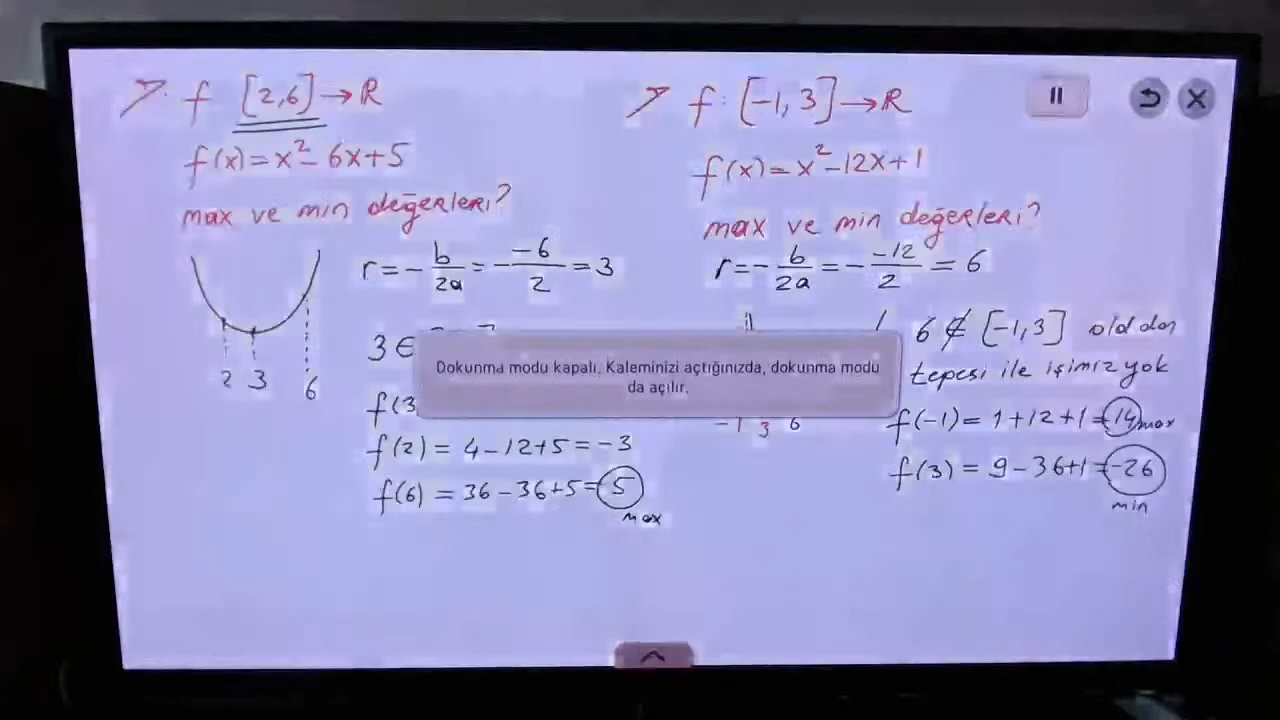 f [2,6] → R
f(x) = x² - 6x + 5
max ve min değerleri?
r = - b/2a = - -6/2 = 3
2 3 6
3 ∈
f(3
f(2) = 4 - 12 + 5 = -3
f(6) = 36 - 36 + 5 = 5
max
f: [-1, 3] → R
f(x) = x² - 12x + 1
max ve min değerleri?
r = - b/2a = - -12/2 = 6
-1 3 6
6 ∉ [-1, 3]
tepesi ile işimiz yok
f(-1) = 1 + 12 + 1 = 14 max
f(3) = 9 - 36 + 1 = -26
min
Dokunma modu kapalı. Kaleminizi açtığınızda, dokunma modu
da açılır.